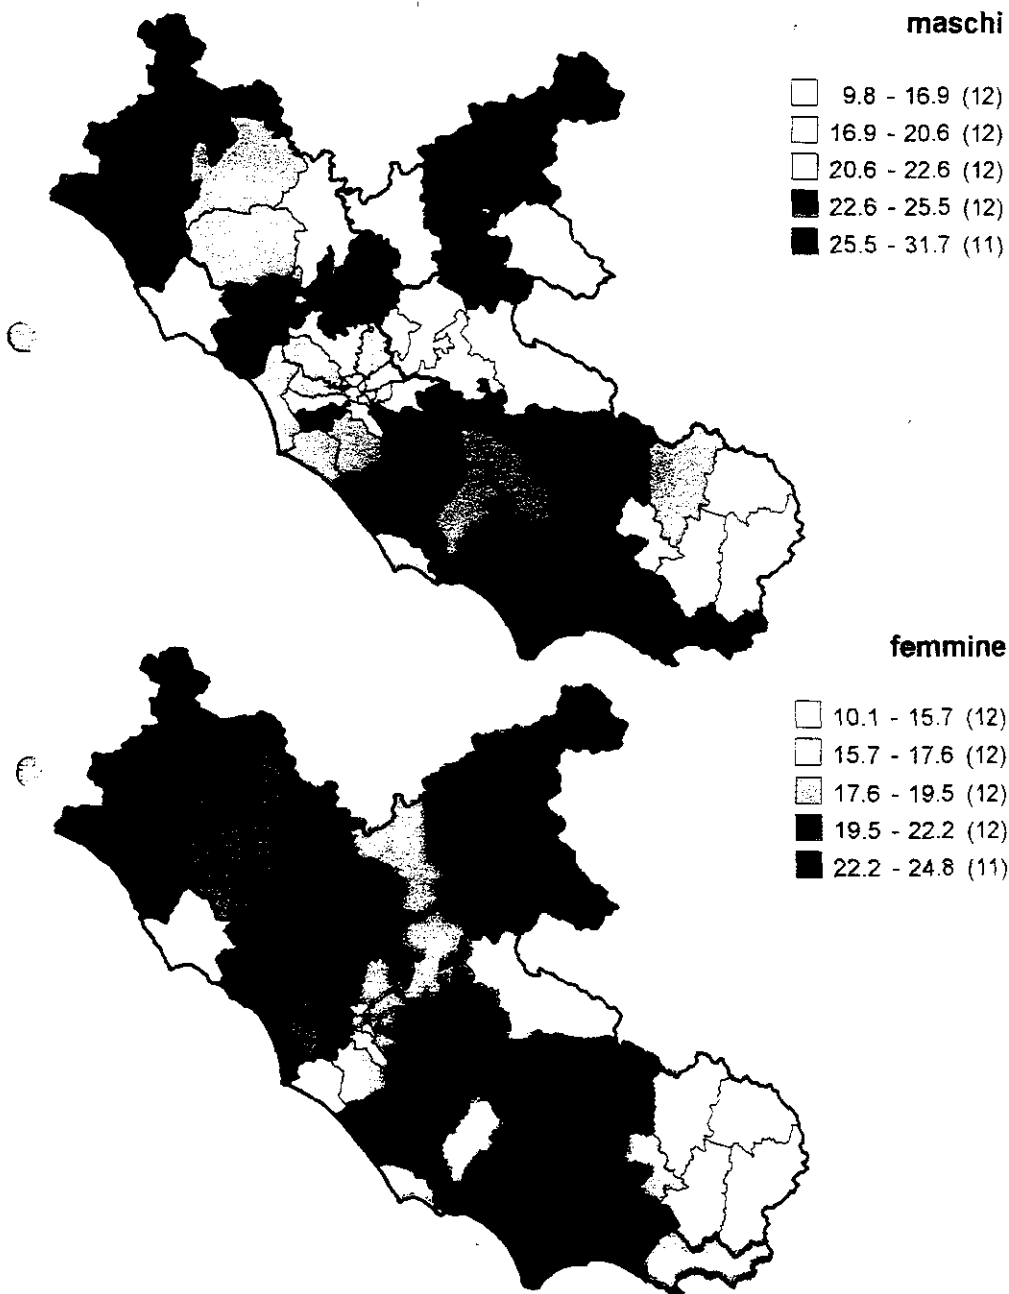 maschi
9.8 - 16.9 (12)
16.9 - 20.6 (12)
20.6 - 22.6 (12)
22.6 - 25.5 (12)
25.5 - 31.7 (11)
femmine
10.1 - 15.7 (12)
15.7 - 17.6 (12)
17.6 - 19.5 (12)
19.5 - 22.2 (12)
22.2 - 24.8 (11)